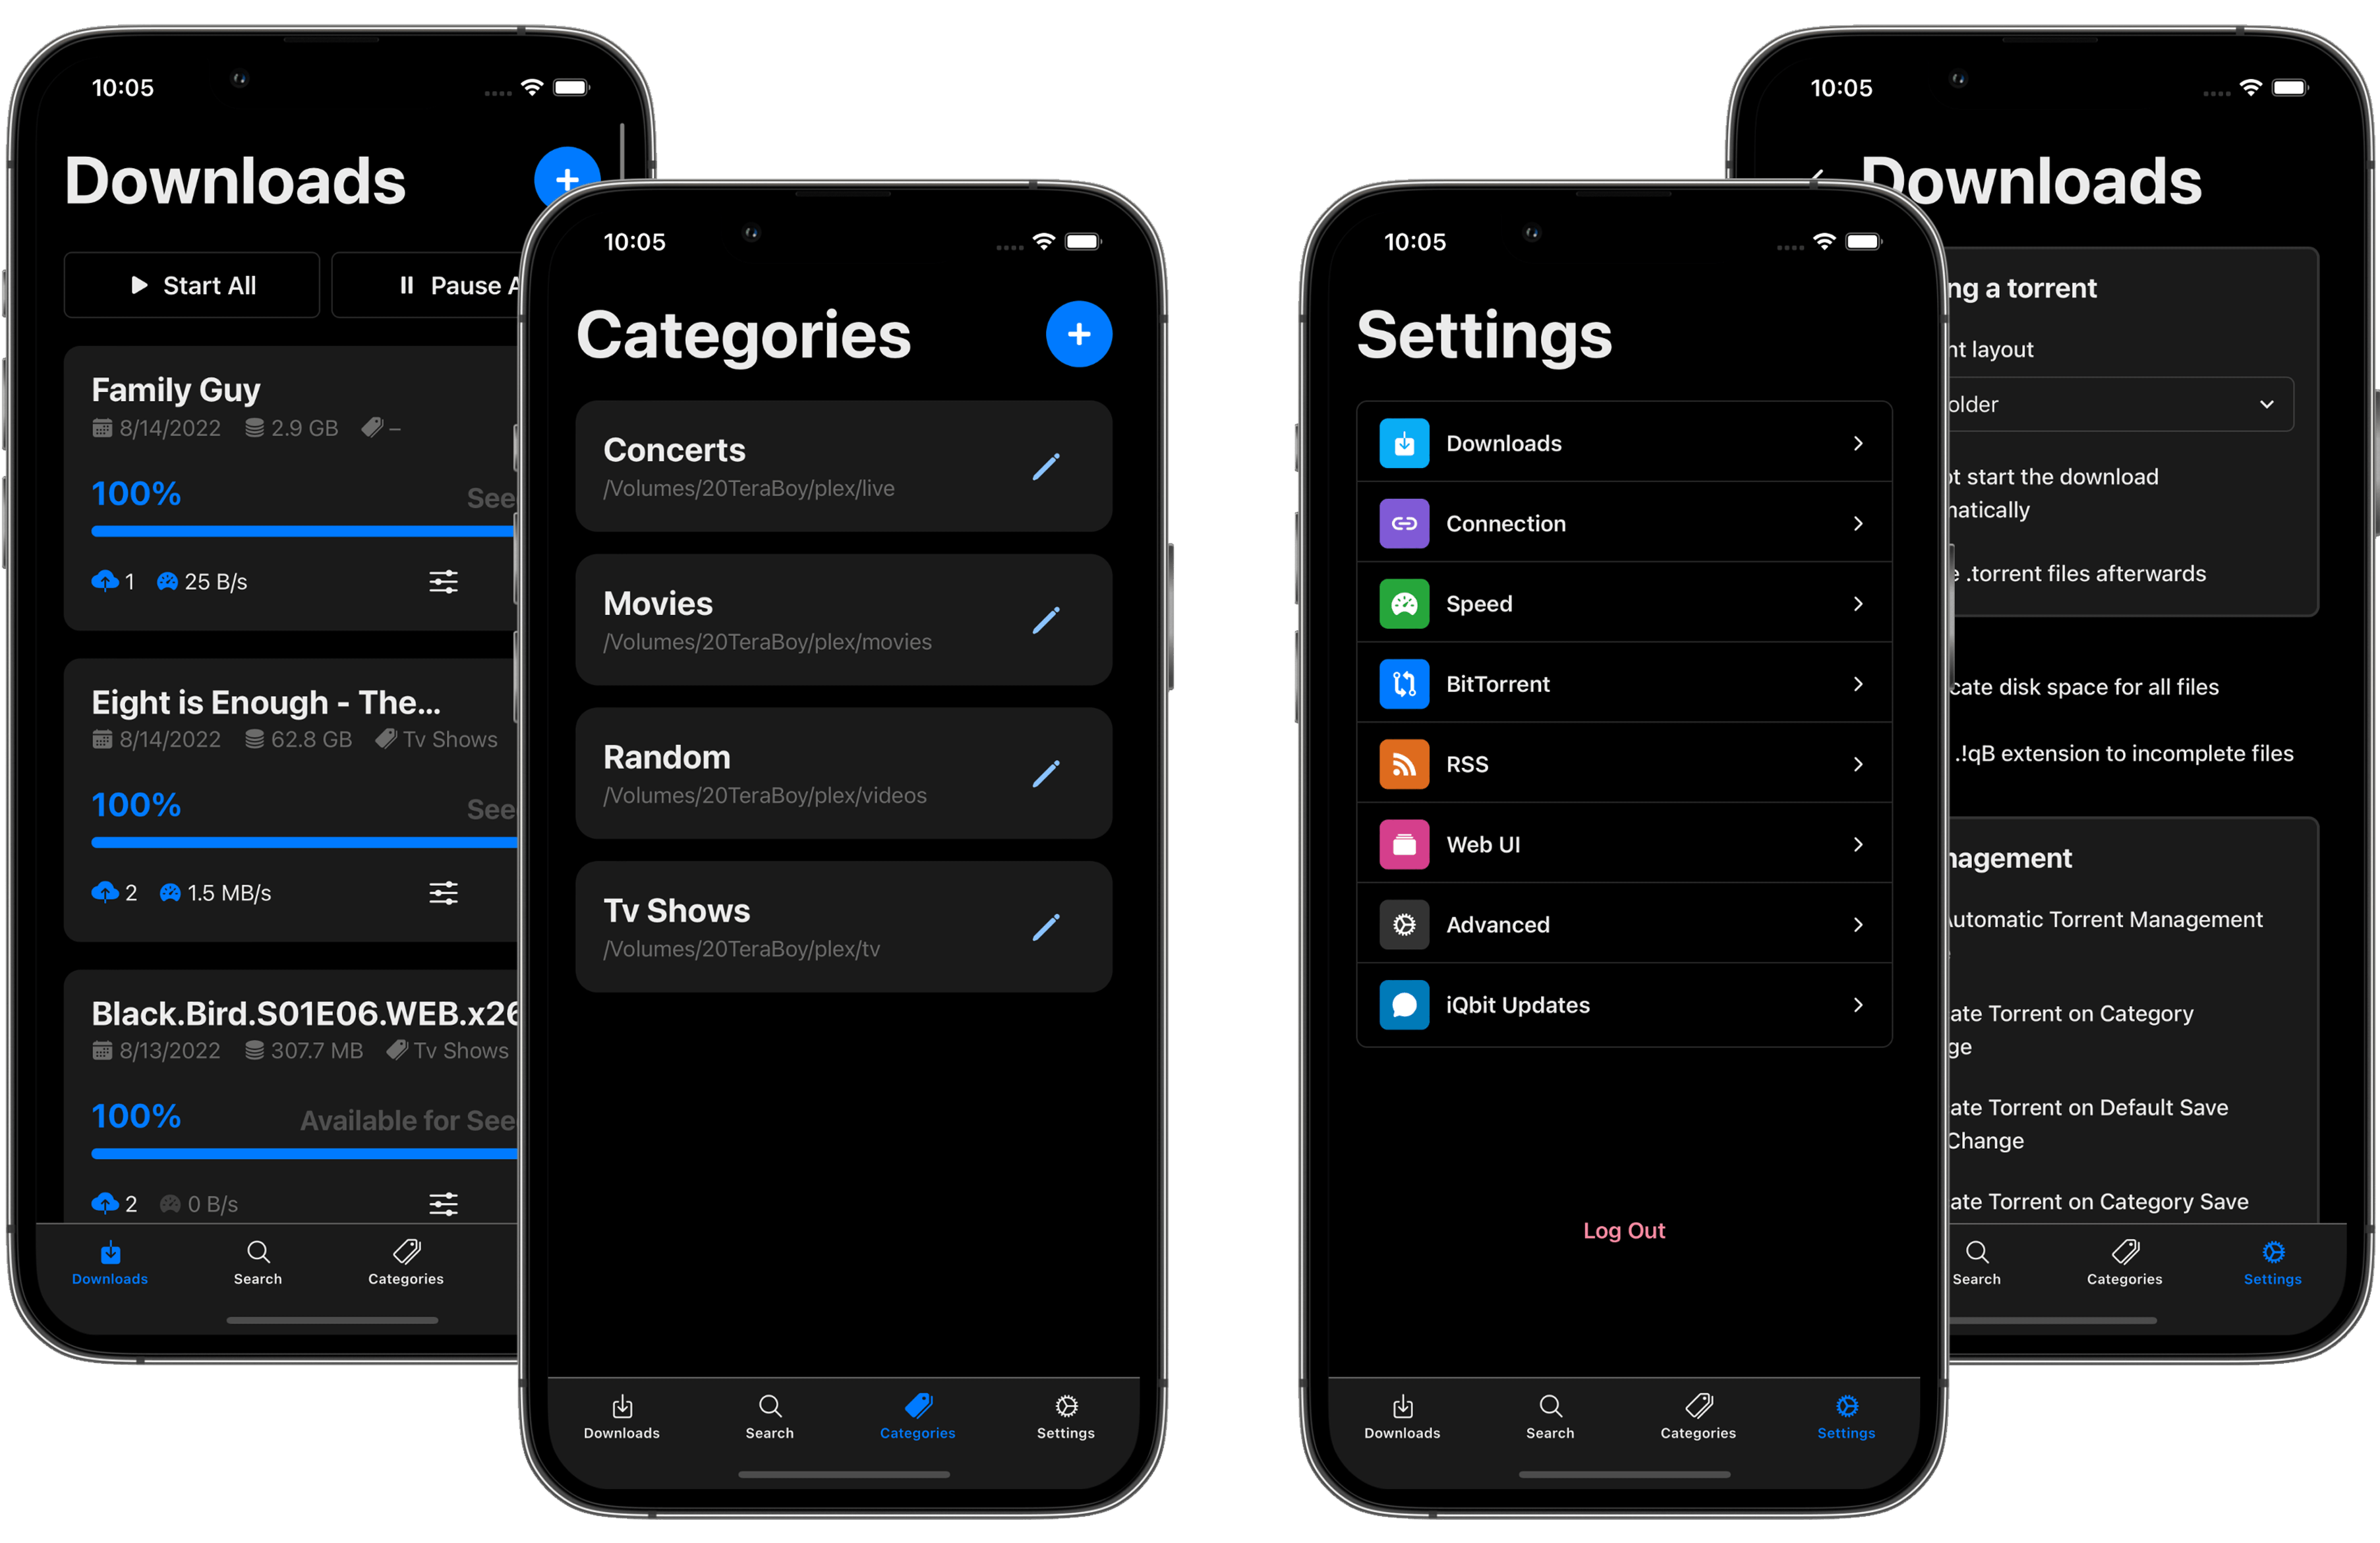 10:05
Downloads
Start All
Pause A
Family Guy
8/14/2022 2.9 GB –
100% See
1 25 B/s
Eight is Enough - The...
8/14/2022 62.8 GB Tv Shows
100% See
2 1.5 MB/s
Black.Bird.S01E06.WEB.x26
8/13/2022 307.7 MB Tv Shows
100% Available for See
2 0 B/s
Downloads Search Categories
10:05
Categories
Concerts
/Volumes/20TeraBoy/plex/live
Movies
/Volumes/20TeraBoy/plex/movies
Random
/Volumes/20TeraBoy/plex/videos
Tv Shows
/Volumes/20TeraBoy/plex/tv
Downloads Search Categories Settings
10:05
Settings
Downloads
Connection
Speed
BitTorrent
RSS
Web UI
Advanced
iQbit Updates
Log Out
Downloads Search Categories Settings
10:05
Downloads
ng a torrent
nt layout
older
ot start the download
matically
e .torrent files afterwards
cate disk space for all files
.!qB extension to incomplete files
nagement
Automatic Torrent Management
ate Torrent on Category
ge
ate Torrent on Default Save
Change
ate Torrent on Category Save
Search Categories Settings